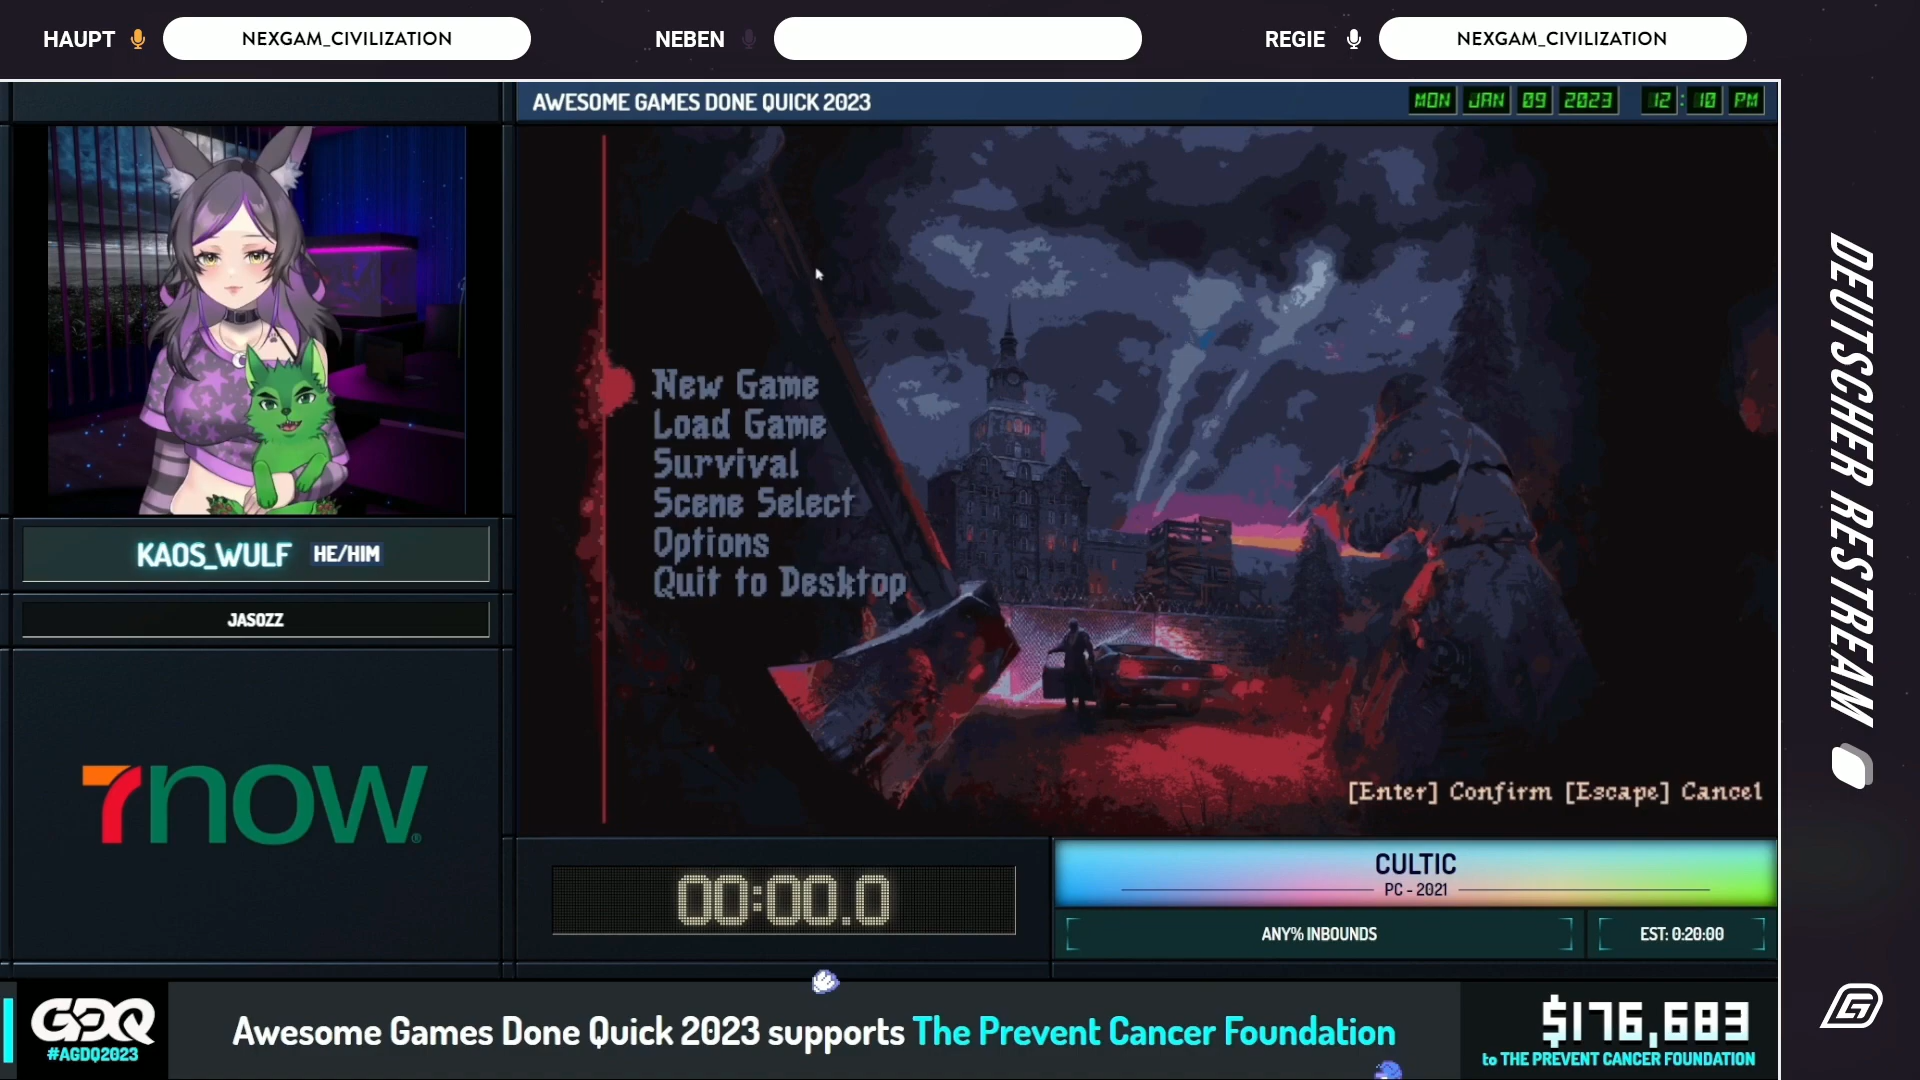 HAUPT
NEXGAM_CIVILIZATION
NEBEN
REGIE
NEXGAM_CIVILIZATION
AWESOME GAMES DONE QUICK 2023
MON JAN 09 2023 12:10 PM
New Game
Load Game
Survival
Scene Select
Options
Quit to Desktop
[Enter] Confirm [Escape] Cancel
KAOS_WULF HE/HIM
JASOZZ
7NOW®
00:00.0
CULTIC
PC - 2021
ANY% INBOUNDS
EST: 0:20:00
GDQ
#AGDQ2023
Awesome Games Done Quick 2023 supports The Prevent Cancer Foundation
$176,683
to THE PREVENT CANCER FOUNDATION
DEUTSCHER RESTREAM